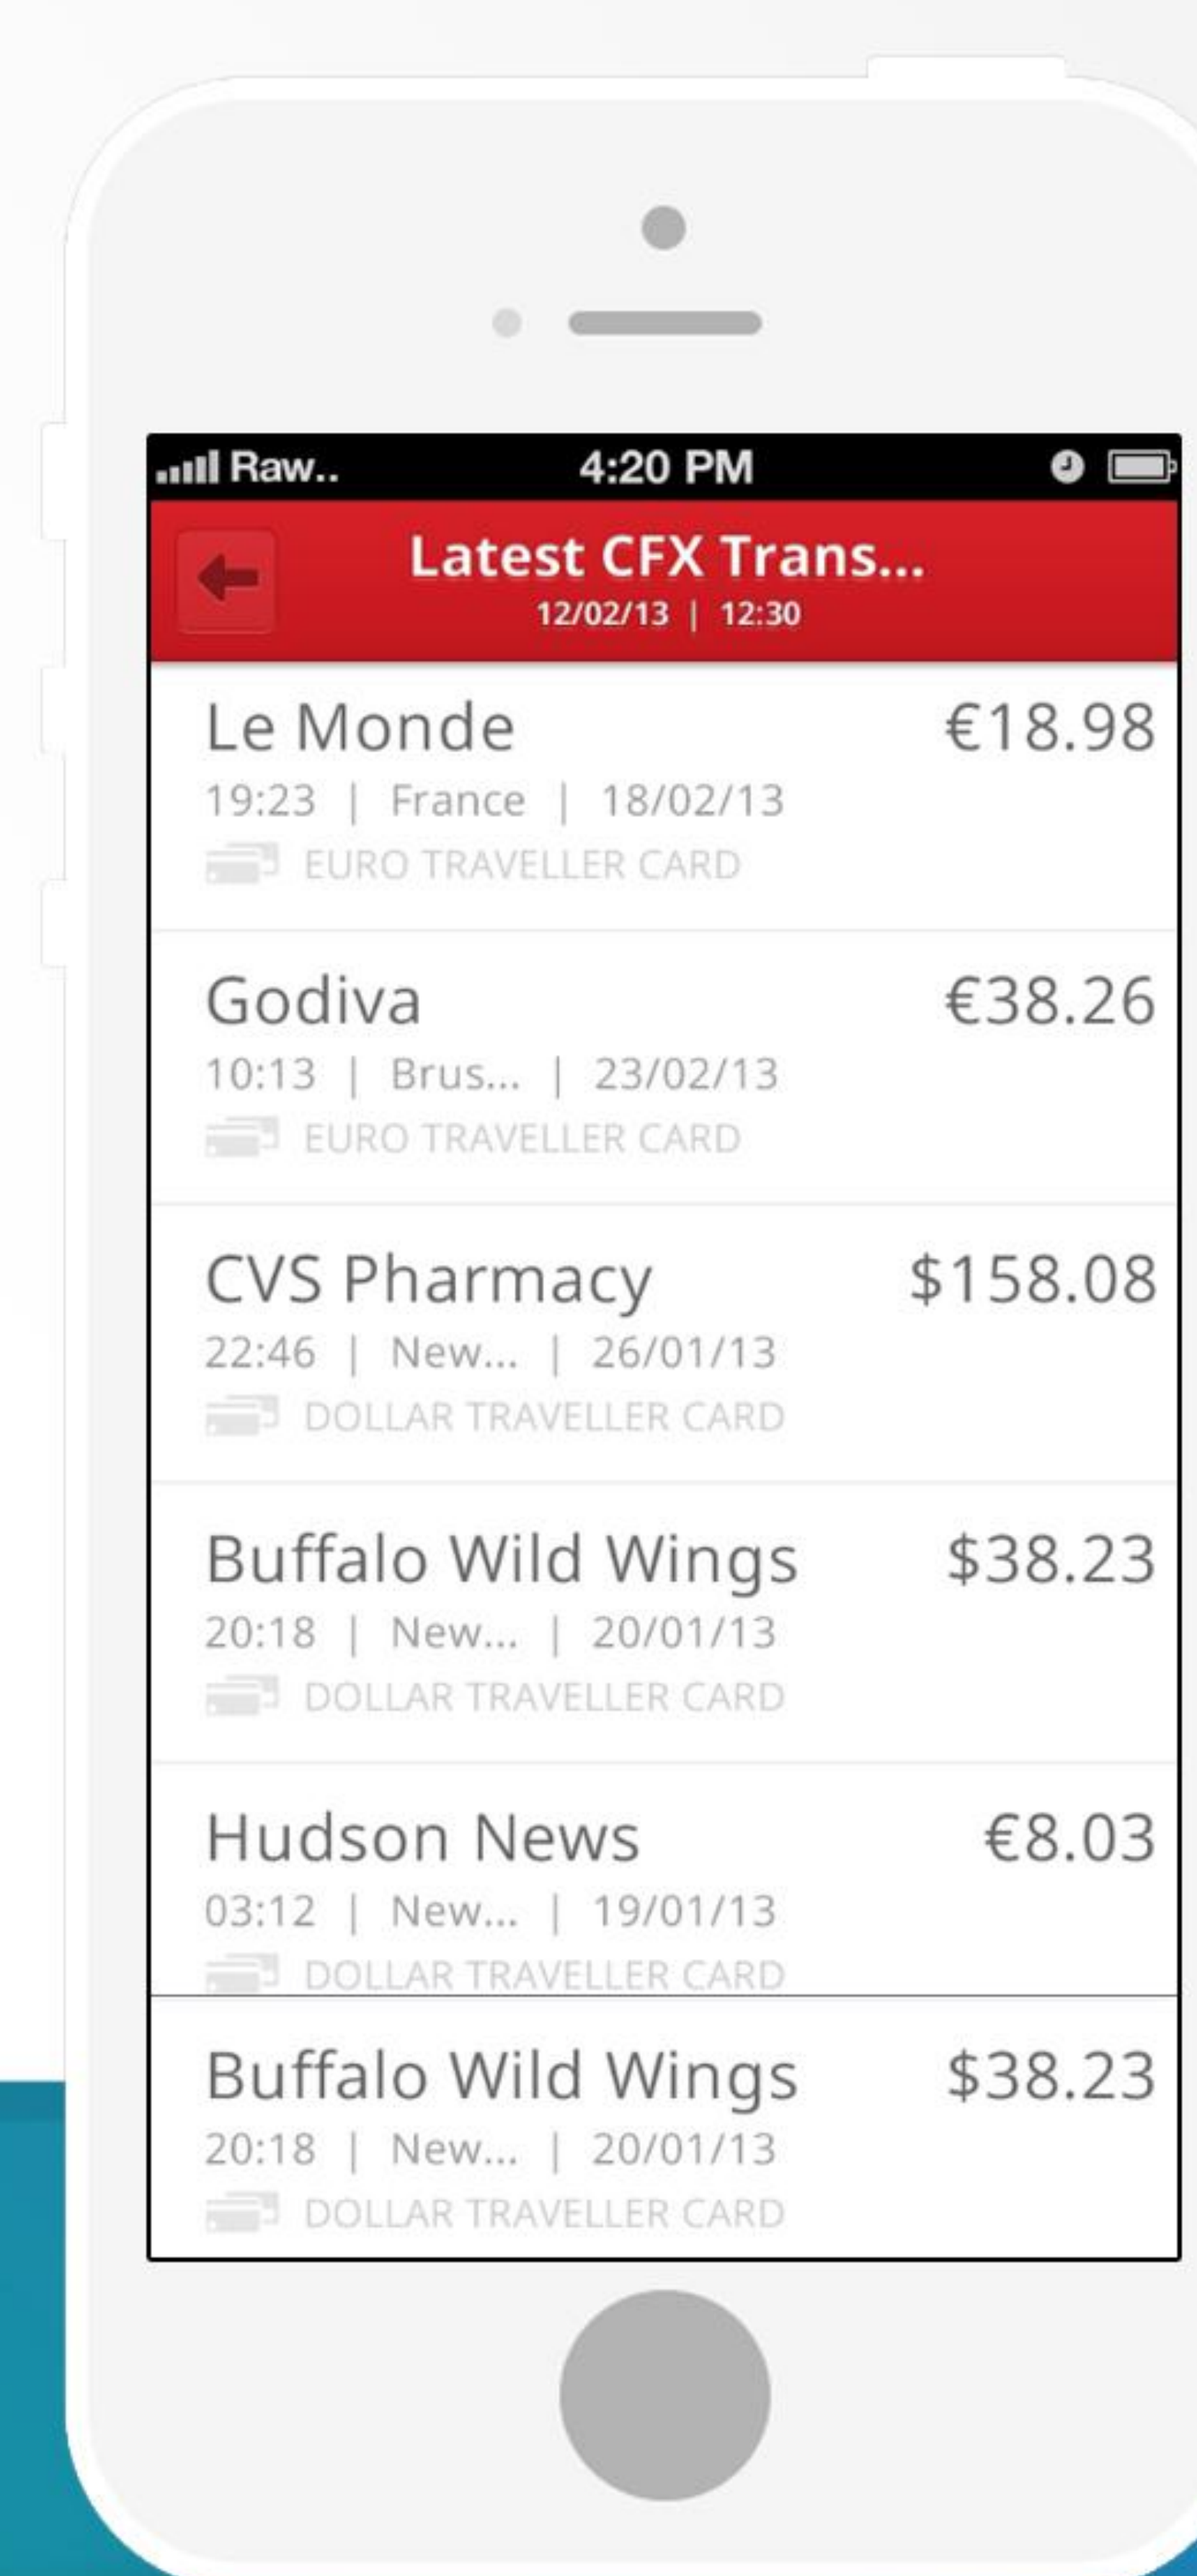 Raw.. 4:20 PM
Latest CFX Trans...
12/02/13 | 12:30
Le Monde €18.98
19:23 | France | 18/02/13
EURO TRAVELLER CARD
Godiva €38.26
10:13 | Brus... | 23/02/13
EURO TRAVELLER CARD
CVS Pharmacy $158.08
22:46 | New... | 26/01/13
DOLLAR TRAVELLER CARD
Buffalo Wild Wings $38.23
20:18 | New... | 20/01/13
DOLLAR TRAVELLER CARD
Hudson News €8.03
03:12 | New... | 19/01/13
DOLLAR TRAVELLER CARD
Buffalo Wild Wings $38.23
20:18 | New... | 20/01/13
DOLLAR TRAVELLER CARD